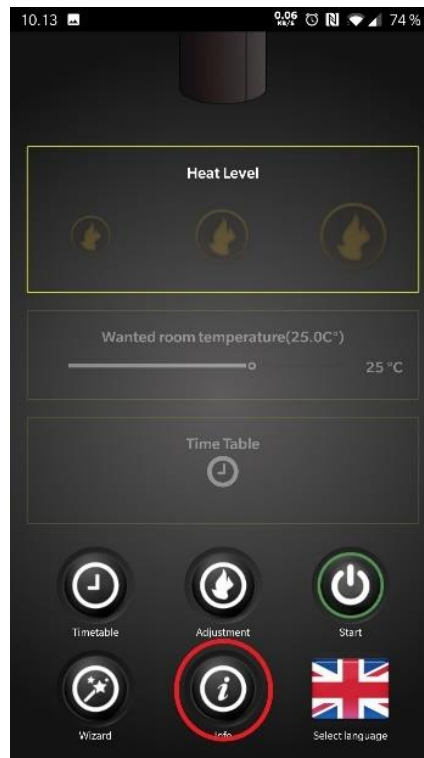 10.13 0.06 KB/s 74 %
Heat Level
Wanted room temperature(25.0C°)
25 °C
Time Table
Timetable Adjustment Start
Wizard Info Select language